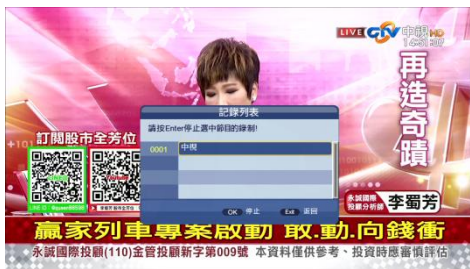 LIVE CTV 中視 HD
再造奇蹟
訂閱股市全芳位
記錄列表
請按Enter停止選中節目的錄制!
0001 中視
OK 停止 Exit 返回
永誠國際
投顧分析師 李蜀芳
贏家列車專案啟動 敢.動.向錢衝
永誠國際投顧(110)金管投顧新字第009號 本資料僅供參考、投資時應審慎評估